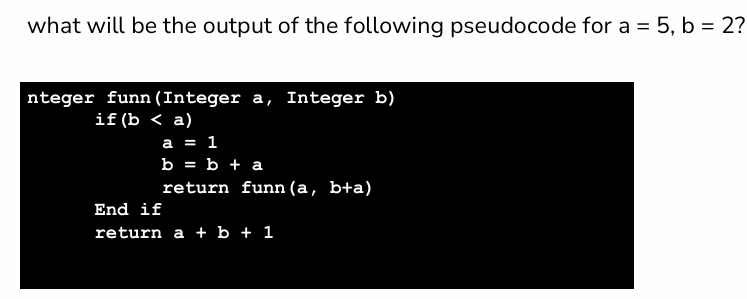 what will be the output of the following pseudocode for a = 5, b = 2?
nteger funn(Integer a, Integer b)
if(b < a)
a = 1
b = b + a
return funn(a, b+a)
End if
return a + b + 1